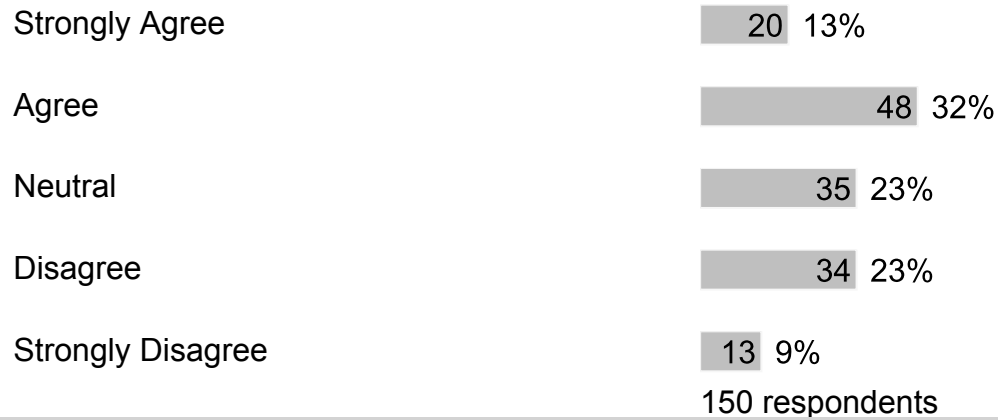 Strongly Agree 20 13%
Agree 48 32%
Neutral 35 23%
Disagree 34 23%
Strongly Disagree 13 9%
150 respondents